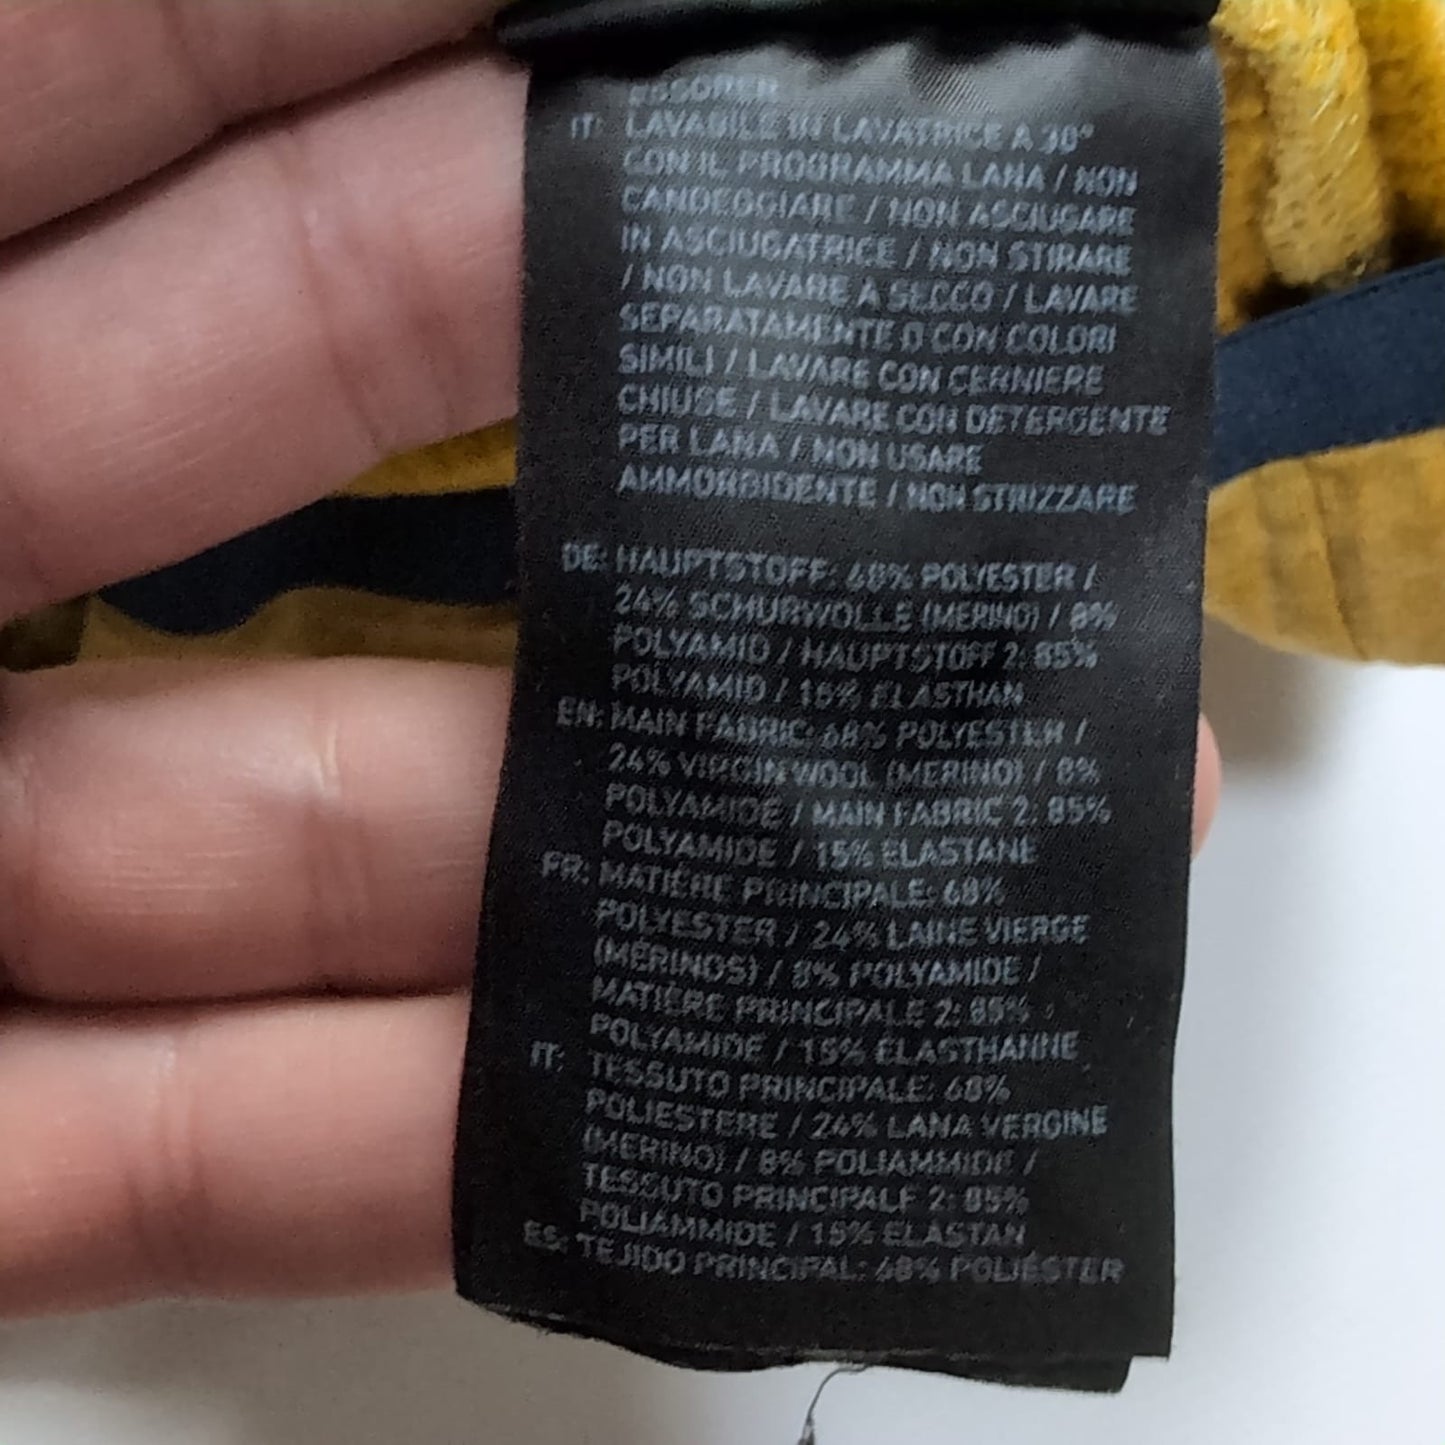 ESSORER
IT: LAVABILE IN LAVATRICE A 30°
CON IL PROGRAMMA LANA / NON
CANDEGGIARE / NON ASCIUGARE
IN ASCIUGATRICE / NON STIRARE
/ NON LAVARE A SECCO / LAVARE
SEPARATAMENTE O CON COLORI
SIMILI / LAVARE CON CERNIERE
CHIUSE / LAVARE CON DETERGENTE
PER LANA / NON USARE
AMMORBIDENTE / NON STRIZZARE
DE: HAUPTSTOFF: 68% POLYESTER /
24% SCHURWOLLE (MERINO) / 8%
POLYAMID / HAUPTSTOFF 2: 85%
POLYAMID / 15% ELASTHAN
EN: MAIN FABRIC: 68% POLYESTER /
24% VIRGIN WOOL (MERINO) / 8%
POLYAMIDE / MAIN FABRIC 2: 85%
POLYAMIDE / 15% ELASTANE
FR: MATIÈRE PRINCIPALE: 68%
POLYESTER / 24% LAINE VIERGE
(MÉRINOS) / 8% POLYAMIDE /
MATIÈRE PRINCIPALE 2: 85%
POLYAMIDE / 15% ÉLASTHANNE
IT: TESSUTO PRINCIPALE: 68%
POLIESTERE / 24% LANA VERGINE
(MERINO) / 8% POLIAMMIDE /
TESSUTO PRINCIPALE 2: 85%
POLIAMMIDE / 15% ELASTAN
ES: TEJIDO PRINCIPAL: 68% POLIÉSTER